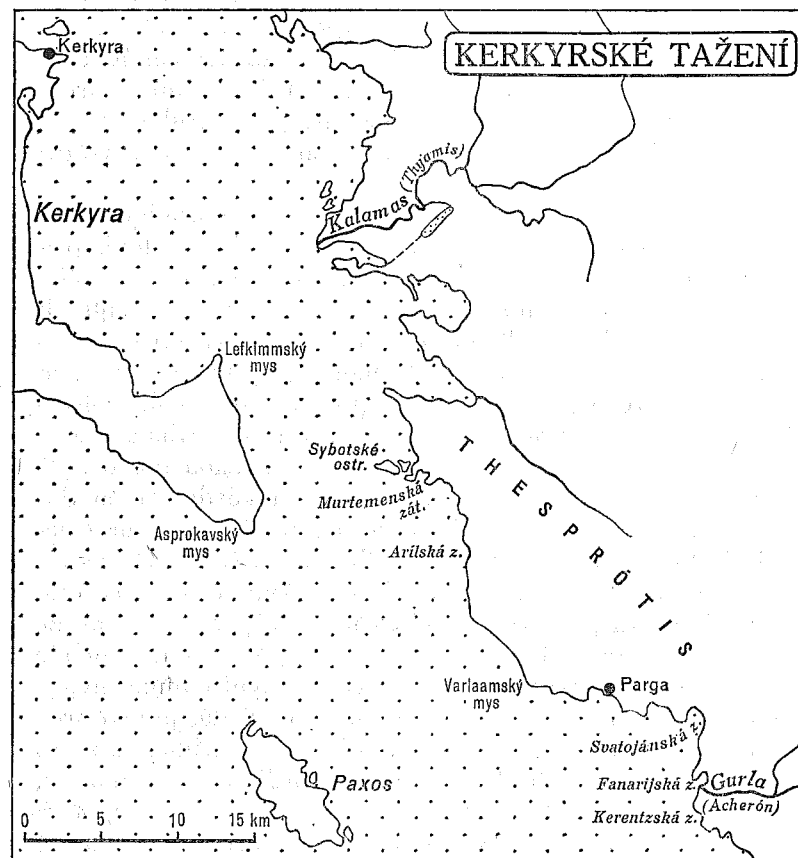 KERKYRSKÉ TAŽENÍ
Kerkyra
Kerkyra
Kalamas
(Thyjamis)
Lefkimmský
mys
Sybotské
ostr.
Murtemenská
zát.
Asprokavský
mys
Arilská z.
THESPRÓTIS
Varlaamský
mys
Parga
Svatojánská z.
Fanarijská z.
Gurla
(Acherón)
Kerentzská z.
Paxos
0 5 10 15 km